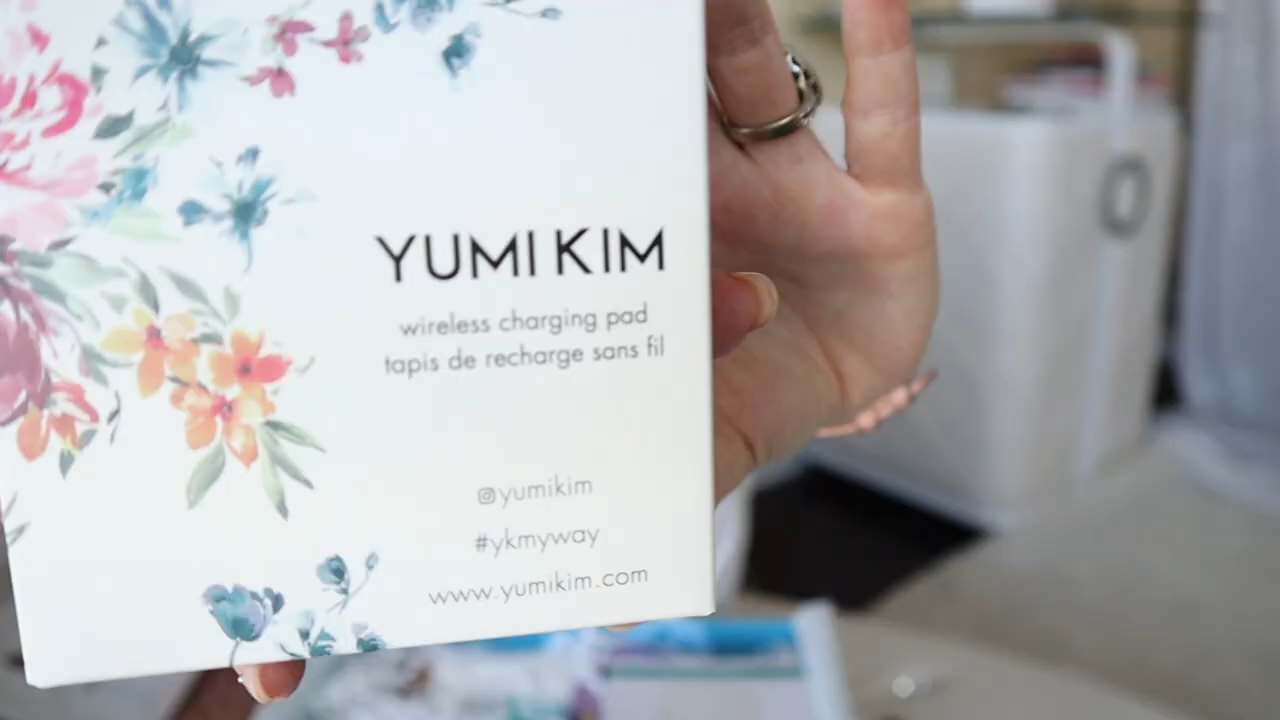 YUMI KIM
wireless charging pad
tapis de recharge sans fil
@yumikim
#ykmyway
www.yumikim.com